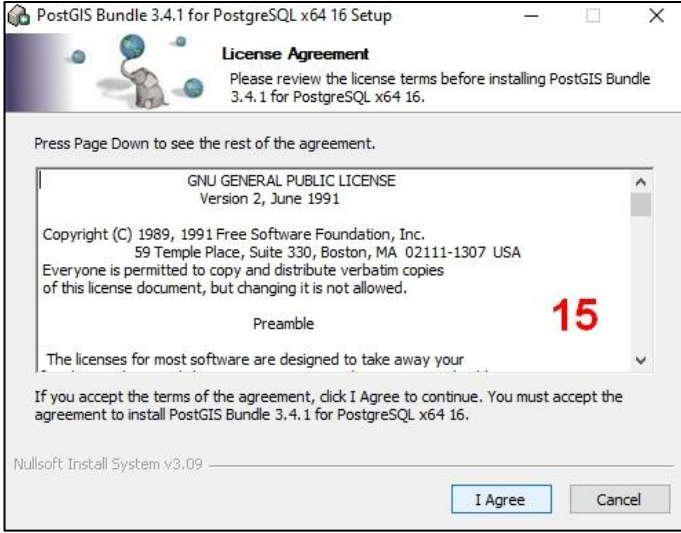 PostGIS Bundle 3.4.1 for PostgreSQL x64 16 Setup
License Agreement
Please review the license terms before installing PostGIS Bundle
3.4.1 for PostgreSQL x64 16.
Press Page Down to see the rest of the agreement.
GNU GENERAL PUBLIC LICENSE
Version 2, June 1991
Copyright (C) 1989, 1991 Free Software Foundation, Inc.
59 Temple Place, Suite 330, Boston, MA 02111-1307 USA
Everyone is permitted to copy and distribute verbatim copies
of this license document, but changing it is not allowed.
15
Preamble
The licenses for most software are designed to take away your
If you accept the terms of the agreement, click I Agree to continue. You must accept the
agreement to install PostGIS Bundle 3.4.1 for PostgreSQL x64 16.
Nullsoft Install System v3.09
I Agree
Cancel